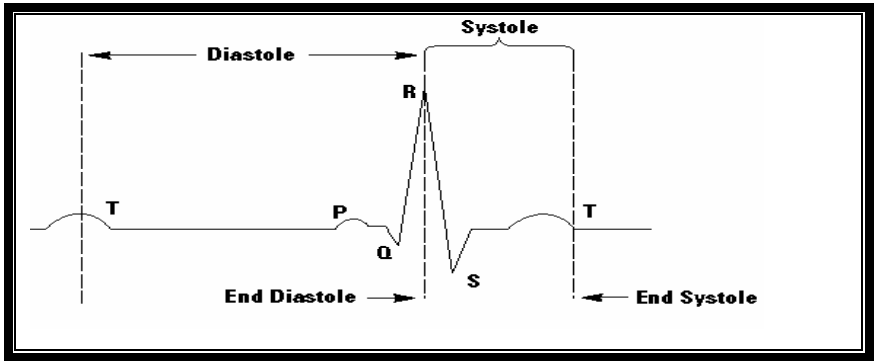 Systole
Diastole
R
T
P
T
Q
S
End Diastole
End Systole